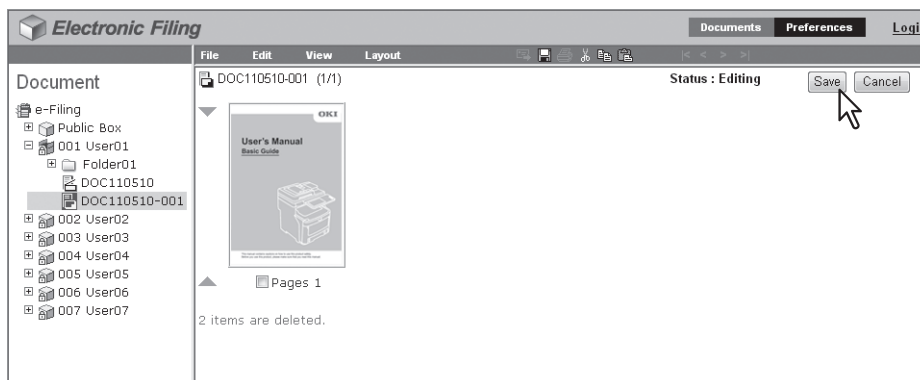 Electronic Filing
Documents Preferences Logi
File Edit View Layout |< < > >|
Document
DOC110510-001 (1/1) Status : Editing Save Cancel
e-Filing
Public Box
001 User01
Folder01
DOC110510
DOC110510-001
002 User02
003 User03
004 User04
005 User05
006 User06
007 User07
OKI
User's Manual
Basic Guide
Pages 1
2 items are deleted.